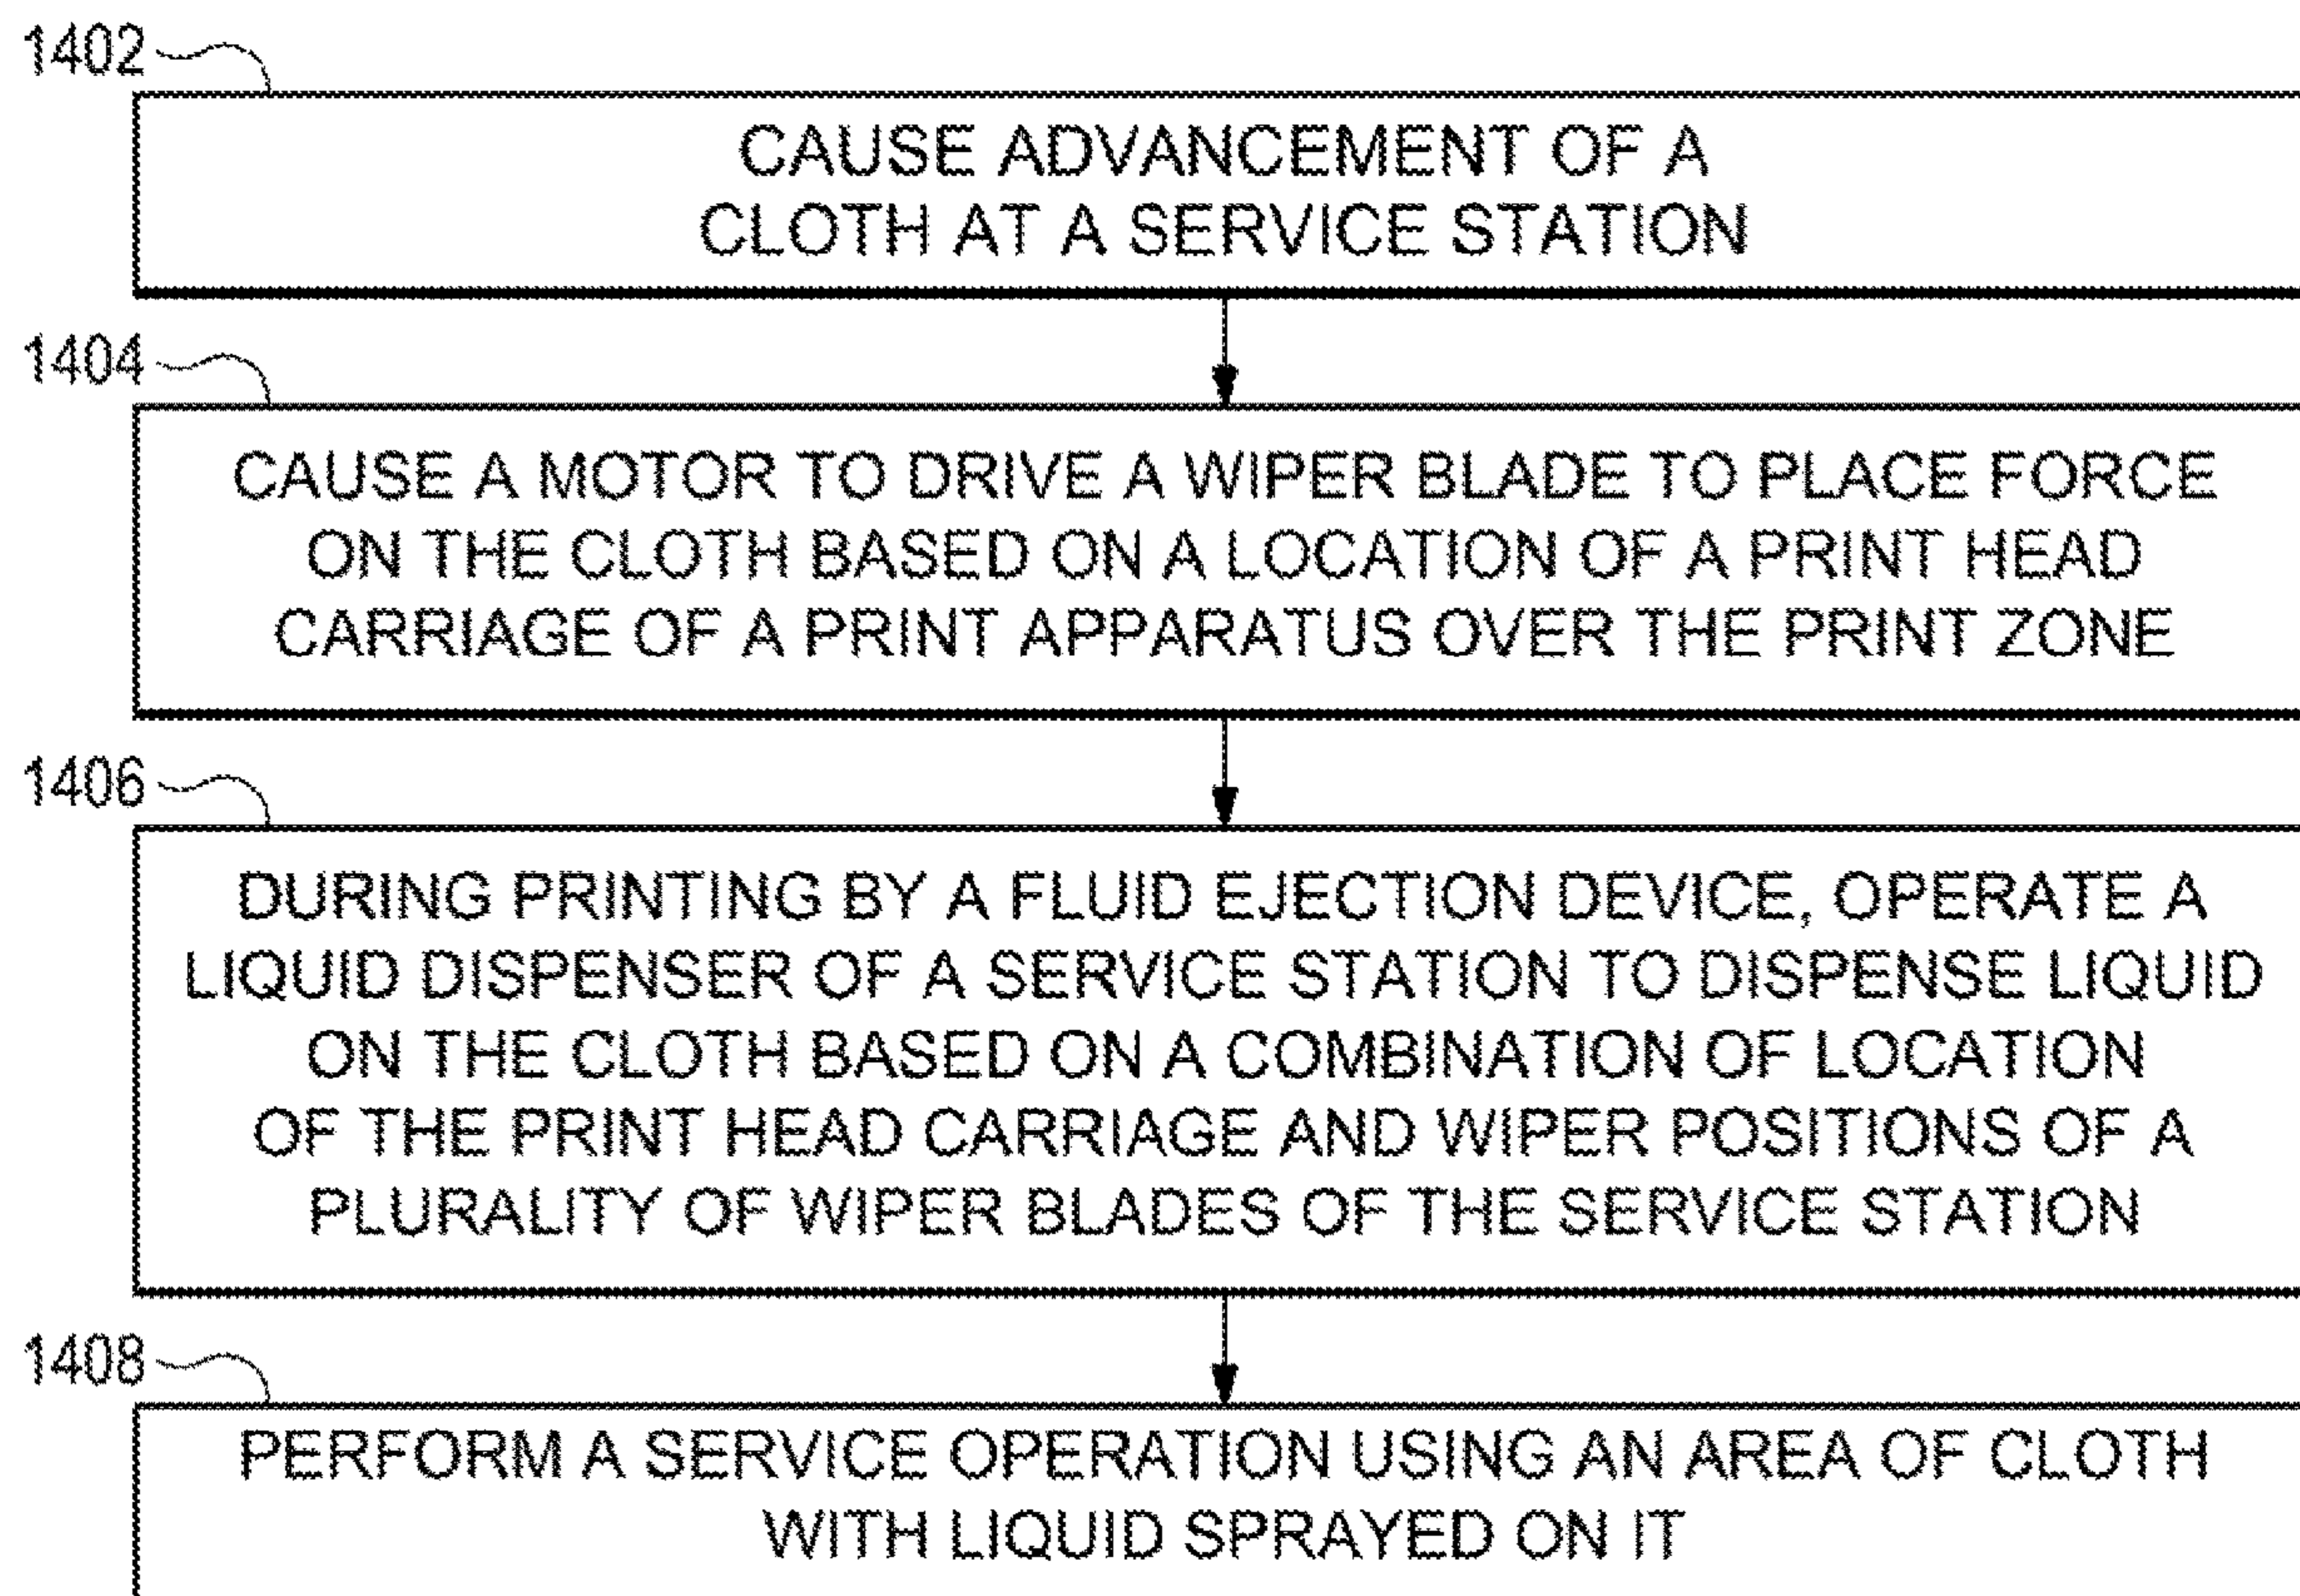 1402
CAUSE ADVANCEMENT OF A
CLOTH AT A SERVICE STATION
1404
CAUSE A MOTOR TO DRIVE A WIPER BLADE TO PLACE FORCE
ON THE CLOTH BASED ON A LOCATION OF A PRINT HEAD
CARRIAGE OF A PRINT APPARATUS OVER THE PRINT ZONE
1406
DURING PRINTING BY A FLUID EJECTION DEVICE, OPERATE A
LIQUID DISPENSER OF A SERVICE STATION TO DISPENSE LIQUID
ON THE CLOTH BASED ON A COMBINATION OF LOCATION
OF THE PRINT HEAD CARRIAGE AND WIPER POSITIONS OF A
PLURALITY OF WIPER BLADES OF THE SERVICE STATION
1408
PERFORM A SERVICE OPERATION USING AN AREA OF CLOTH
WITH LIQUID SPRAYED ON IT